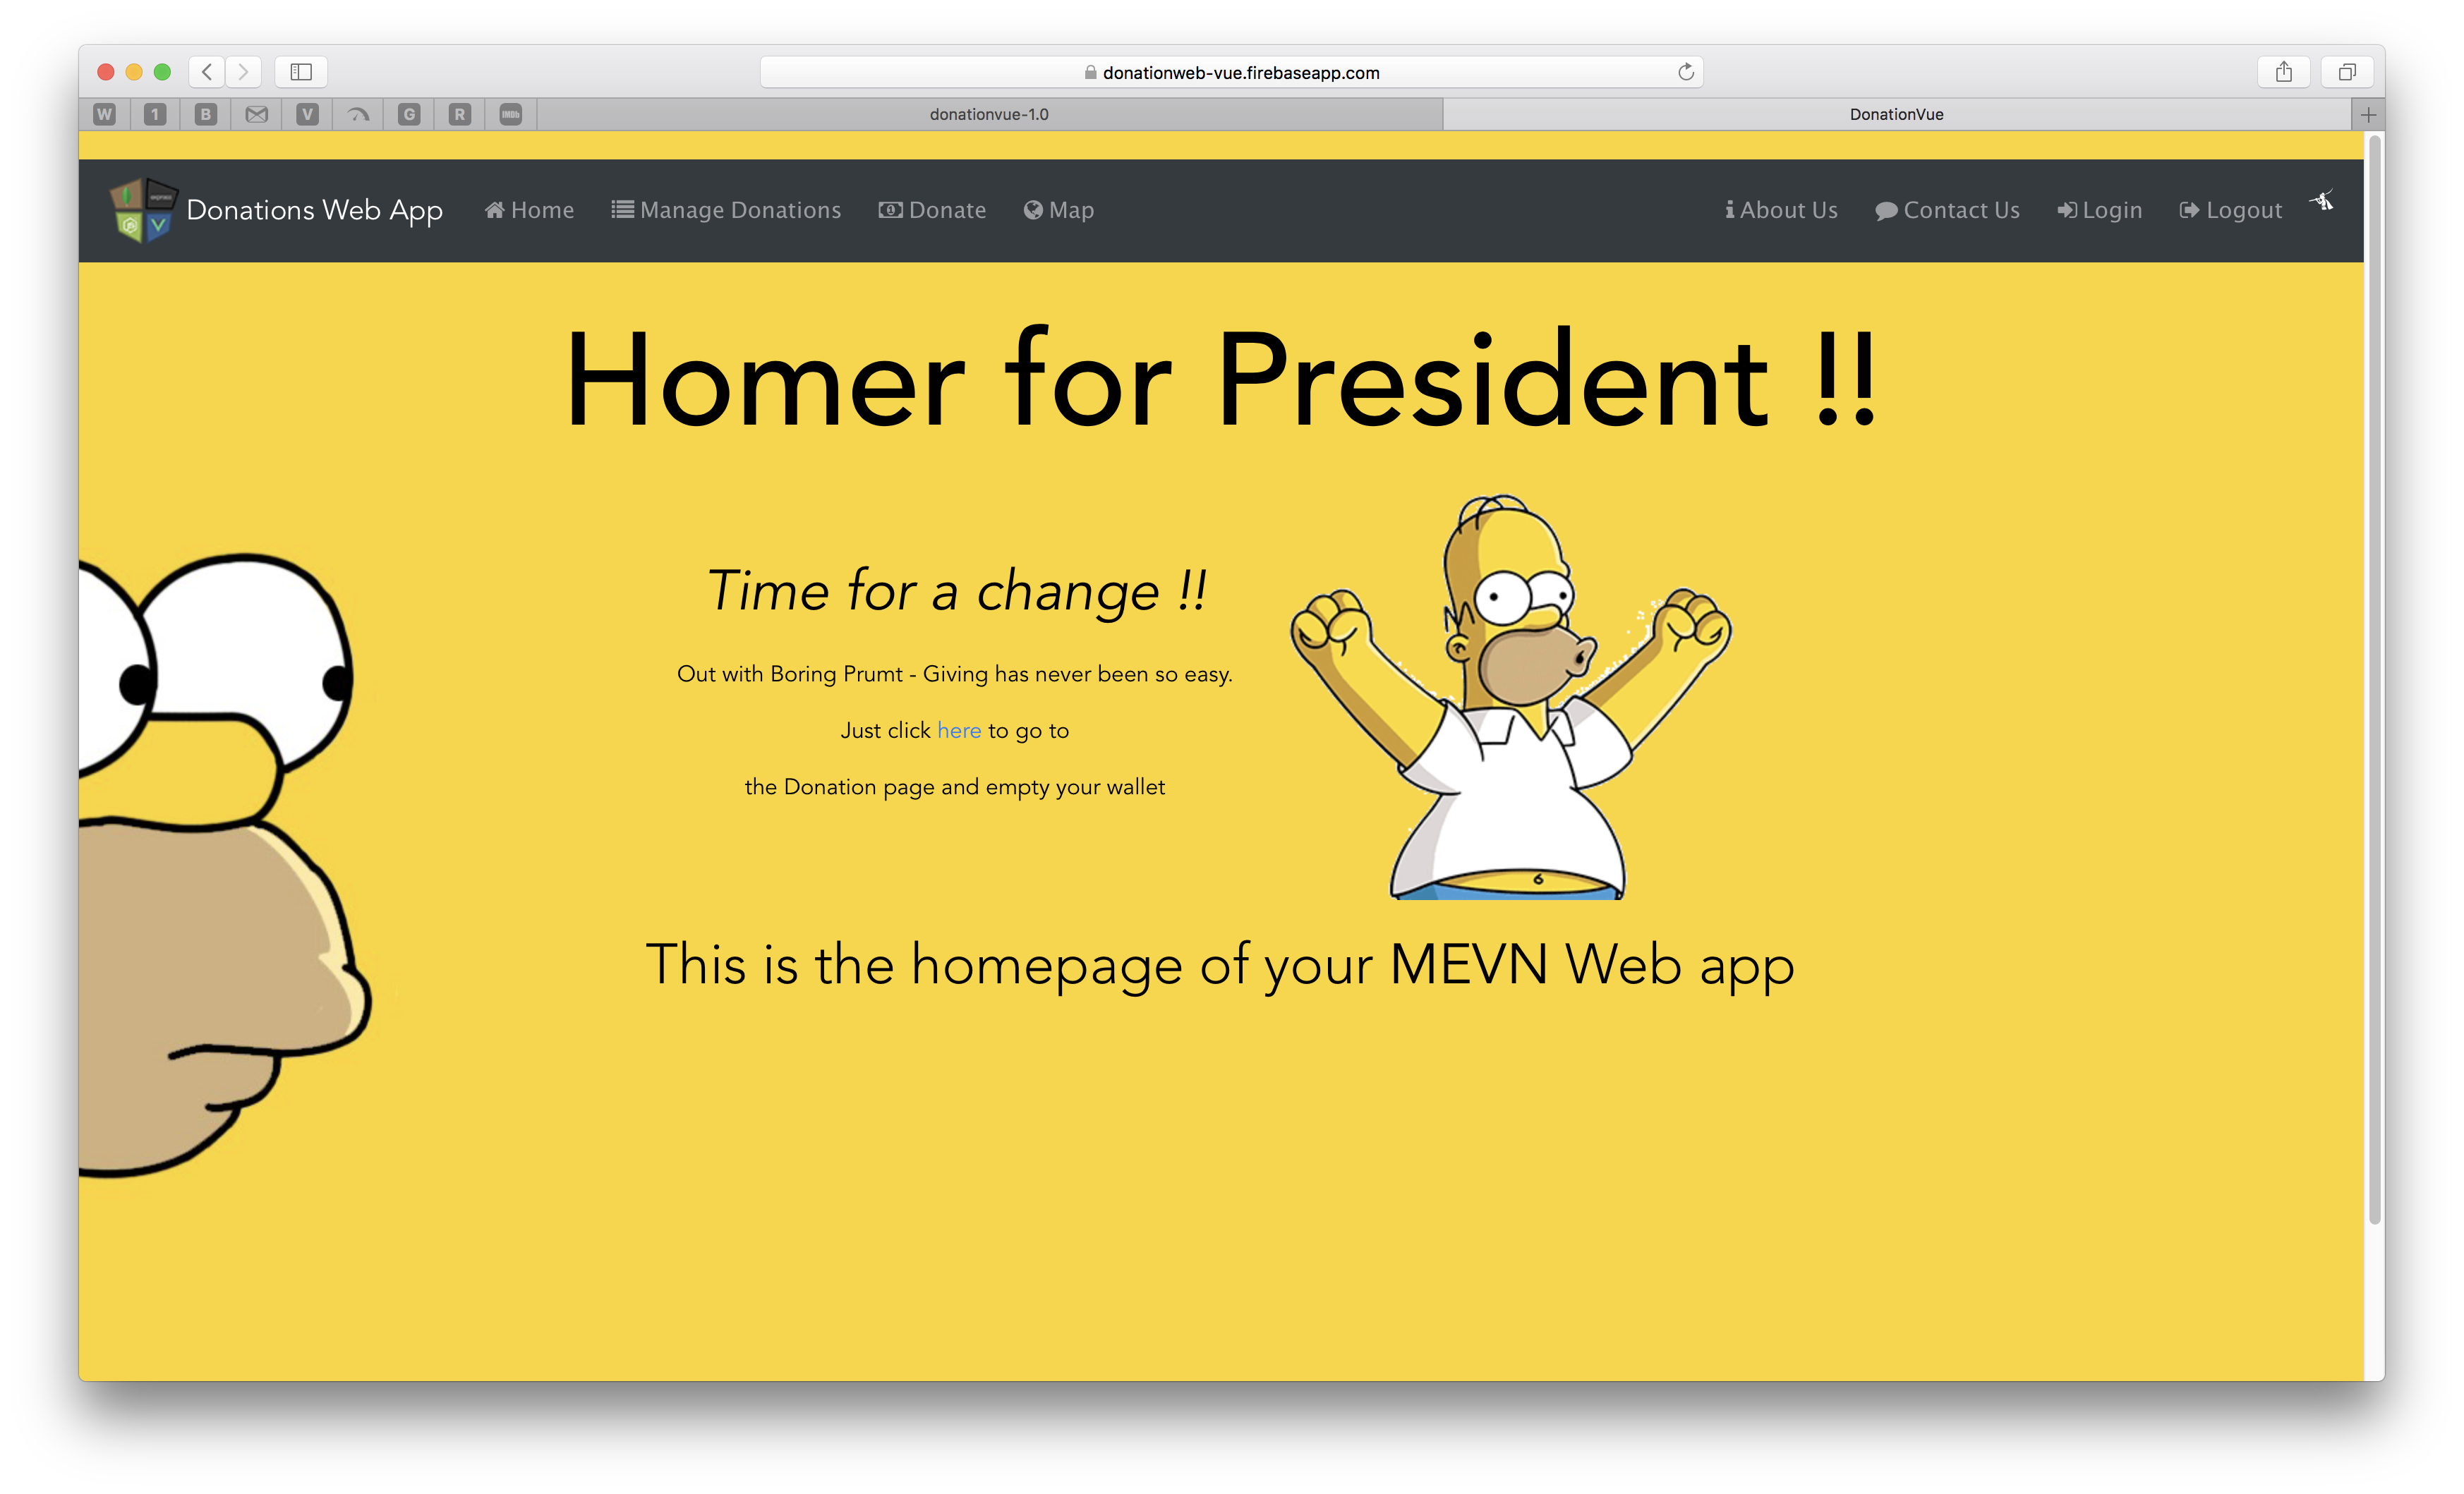 donationweb-vue.firebaseapp.com
W 1 B V G R IMDb donationvue-1.0 DonationVue
Donations Web App Home Manage Donations Donate Map About Us Contact Us Login Logout
Homer for President !!
Time for a change !!
Out with Boring Prumt - Giving has never been so easy.
Just click here to go to
the Donation page and empty your wallet
This is the homepage of your MEVN Web app